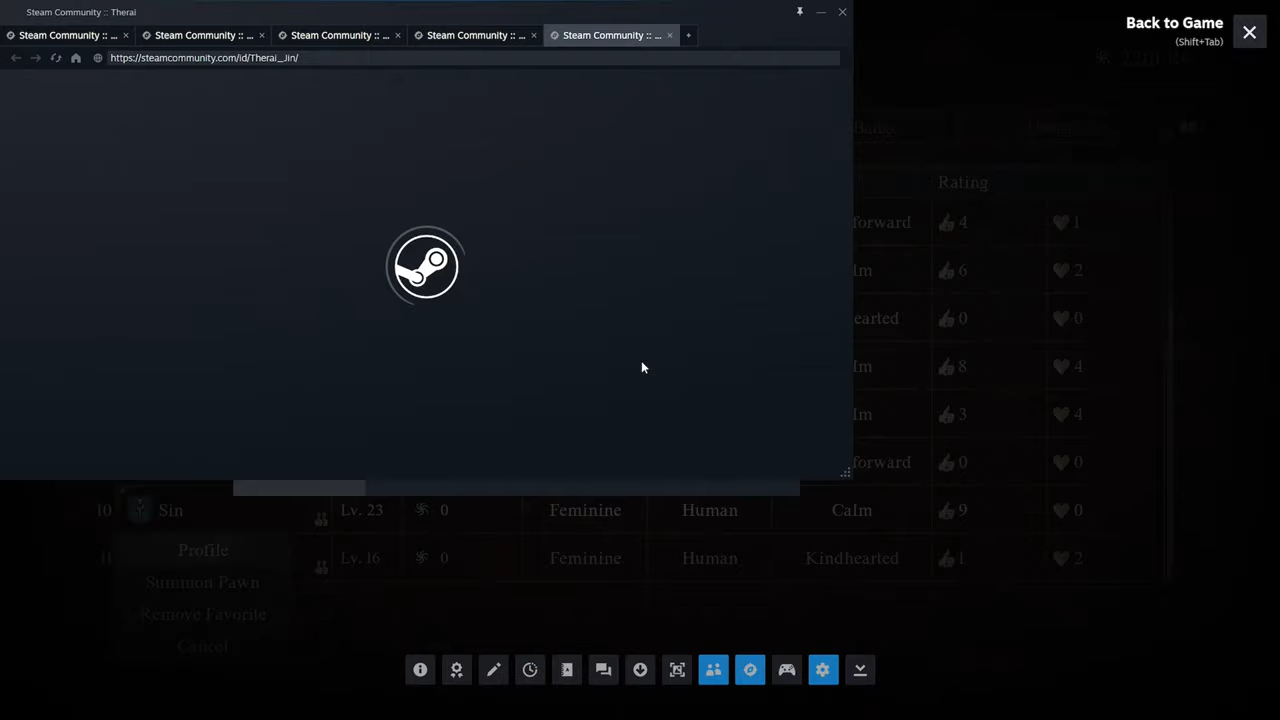 Steam Community :: Therai
Back to Game
(Shift+Tab)
Steam Community :: ...
Steam Community :: ...
Steam Community :: ...
Steam Community :: ...
Steam Community :: ...
https://steamcommunity.com/id/Therai_Jin/
Rating
forward 4 1
lm 6 2
hearted 0 0
lm 8 4
lm 3 4
forward 0 0
10 Sin Lv. 23 0 Feminine Human Calm 9 0
11 Lv. 16 0 Feminine Human Kindhearted 1 2
Profile
Summon Pawn
Remove Favorite
Cancel